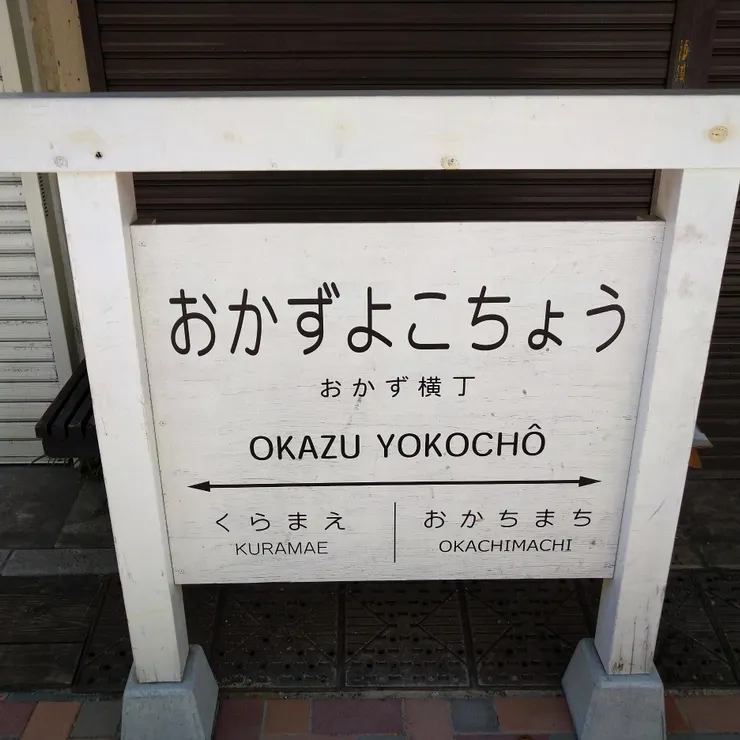 おかずよこちょう
おかず横丁
OKAZU YOKOCHÔ
くらまえ おかちまち
KURAMAE OKACHIMACHI